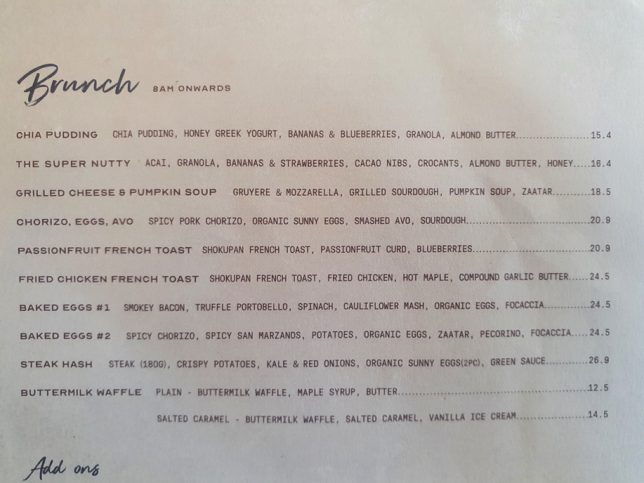 Brunch 8AM ONWARDS
CHIA PUDDING CHIA PUDDING, HONEY GREEK YOGURT, BANANAS & BLUEBERRIES, GRANOLA, ALMOND BUTTER..................15.4
THE SUPER NUTTY ACAI, GRANOLA, BANANAS & STRAWBERRIES, CACAO NIBS, CROCANTS, ALMOND BUTTER, HONEY.....16.4
GRILLED CHEESE & PUMPKIN SOUP GRUYERE & MOZZARELLA, GRILLED SOURDOUGH, PUMPKIN SOUP, ZAATAR.........18.5
CHORIZO, EGGS, AVO SPICY PORK CHORIZO, ORGANIC SUNNY EGGS, SMASHED AVO, SOURDOUGH..............................20.9
PASSIONFRUIT FRENCH TOAST SHOKUPAN FRENCH TOAST, PASSIONFRUIT CURD, BLUEBERRIES.............................20.9
FRIED CHICKEN FRENCH TOAST SHOKUPAN FRENCH TOAST, FRIED CHICKEN, HOT MAPLE, COMPOUND GARLIC BUTTER.....24.5
BAKED EGGS #1 SMOKEY BACON, TRUFFLE PORTOBELLO, SPINACH, CAULIFLOWER MASH, ORGANIC EGGS, FOCACCIA...........24.5
BAKED EGGS #2 SPICY CHORIZO, SPICY SAN MARZANOS, POTATOES, ORGANIC EGGS, ZAATAR, PECORINO, FOCACCIA....24.5
STEAK HASH STEAK (180G), CRISPY POTATOES, KALE & RED ONIONS, ORGANIC SUNNY EGGS(2PC), GREEN SAUCE..........26.9
BUTTERMILK WAFFLE PLAIN - BUTTERMILK WAFFLE, MAPLE SYRUP, BUTTER...............................................12.5
SALTED CARAMEL - BUTTERMILK WAFFLE, SALTED CARAMEL, VANILLA ICE CREAM.................14.5
Add ons